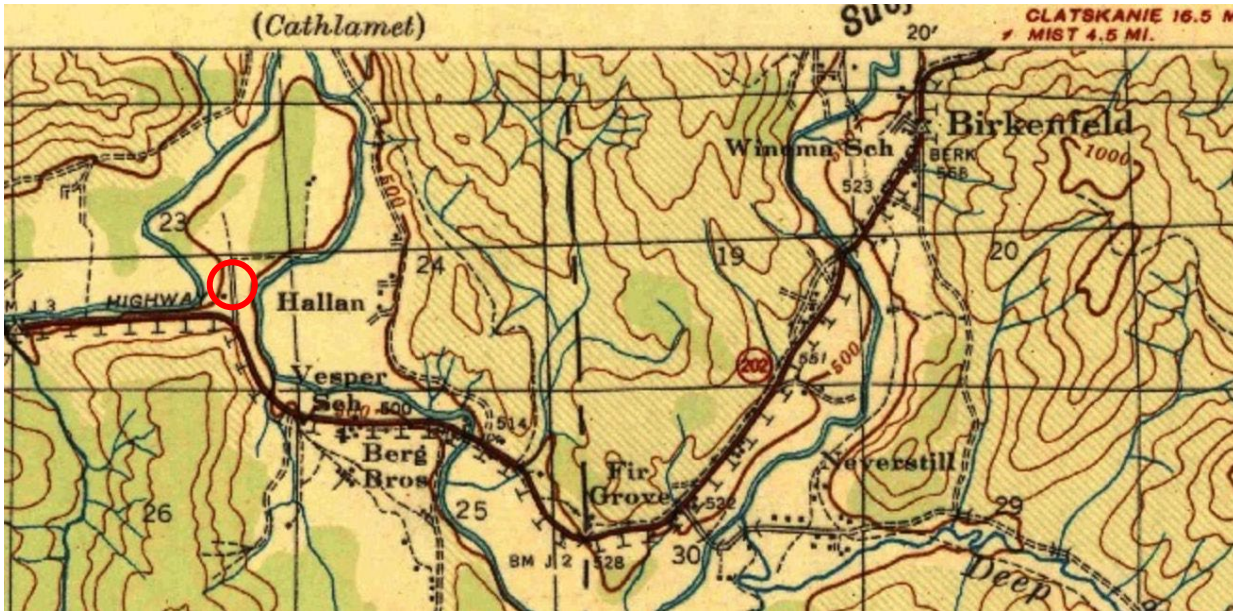 (Cathlamet)
20'
CLATSKANIE 16.5 M
MIST 4.5 MI.
Birkenfeld
Winema Sch
BERK
558
1000
523
500
23
24
19
20
HIGHWAY
Hallan
M J 3
202
551
500
Vesper
Sch
500
514
Berg
Bros
Fir
Grove
Neverstill
532
26
25
29
30
BM J 2
528
Deep